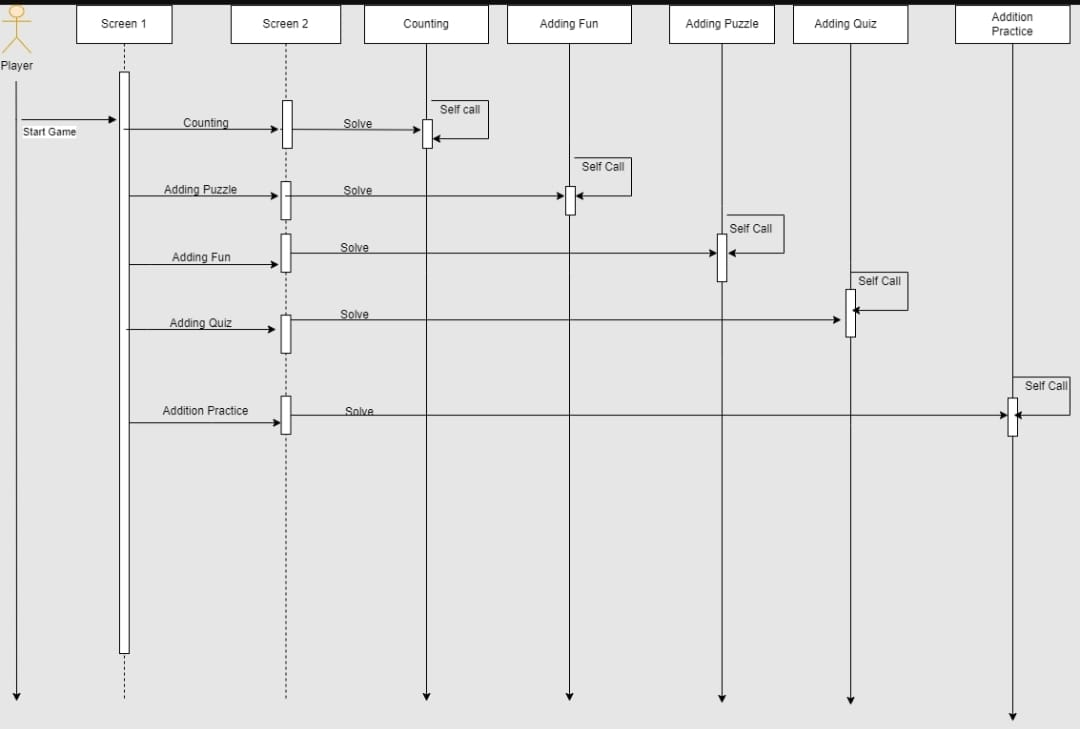 Screen 1
Screen 2
Counting
Adding Fun
Adding Puzzle
Adding Quiz
Addition
Practice
Player
Start Game
Counting
Solve
Self call
Adding Puzzle
Solve
Self Call
Adding Fun
Solve
Self Call
Adding Quiz
Solve
Self Call
Addition Practice
Solve
Self Call